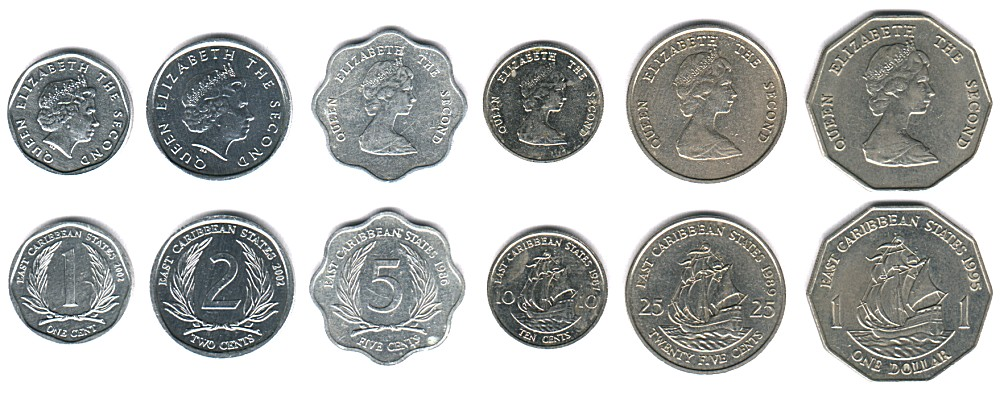 QUEEN ELIZABETH THE SECOND
QUEEN ELIZABETH THE SECOND
QUEEN ELIZABETH THE SECOND
QUEEN ELIZABETH THE SECOND
QUEEN ELIZABETH THE SECOND
QUEEN ELIZABETH THE SECOND
EAST CARIBBEAN STATES 2002
1
ONE CENT
EAST CARIBBEAN STATES 2002
2
TWO CENTS
EAST CARIBBEAN STATES
5
FIVE CENTS
EAST CARIBBEAN STATES 1987
10 10
TEN CENTS
EAST CARIBBEAN STATES 1989
25 25
TWENTY FIVE CENTS
EAST CARIBBEAN STATES 1995
1 1
ONE DOLLAR